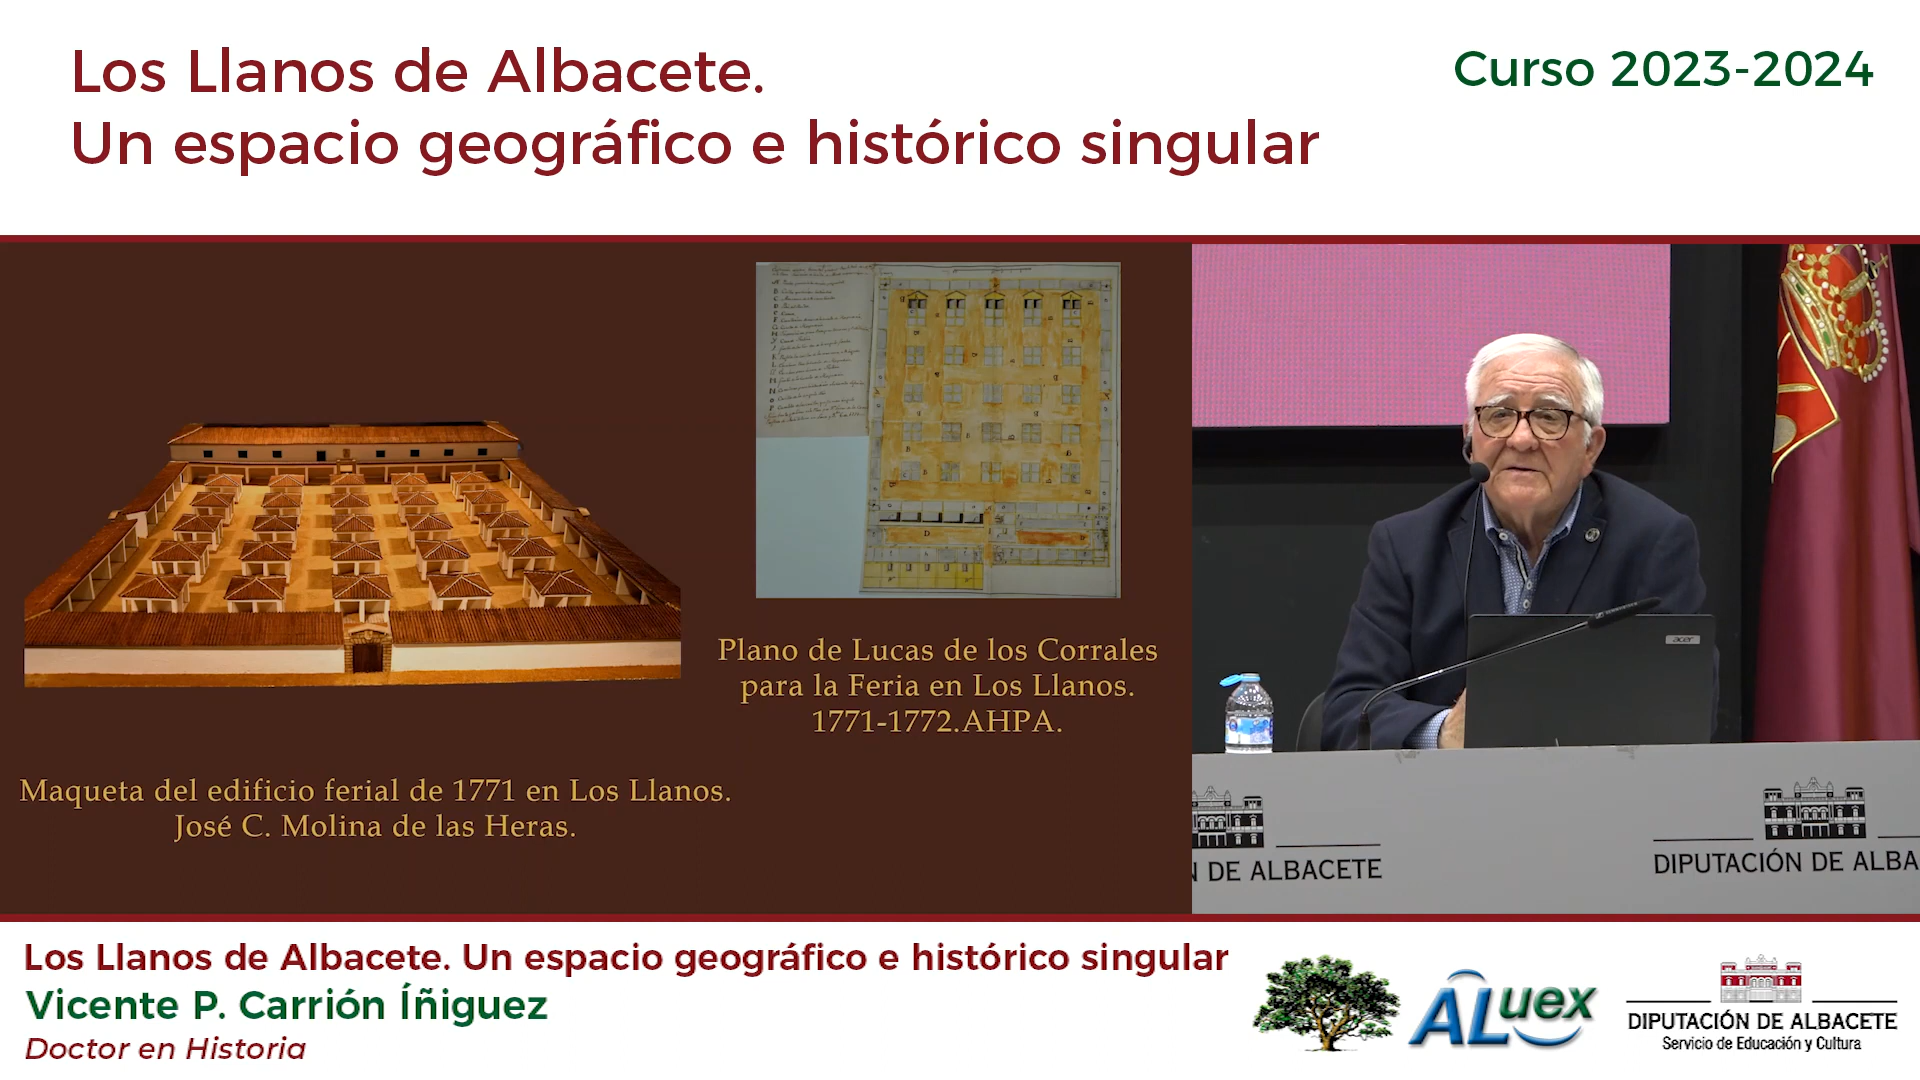 Los Llanos de Albacete.
Un espacio geográfico e histórico singular
Curso 2023-2024
Plano de Lucas de los Corrales
para la Feria en Los Llanos.
1771-1772.AHPA.
Maqueta del edificio ferial de 1771 en Los Llanos.
José C. Molina de las Heras.
acer
N DE ALBACETE
DIPUTACIÓN DE ALBA
Los Llanos de Albacete. Un espacio geográfico e histórico singular
Vicente P. Carrión Íñiguez
Doctor en Historia
ALuex
DIPUTACIÓN DE ALBACETE
Servicio de Educación y Cultura